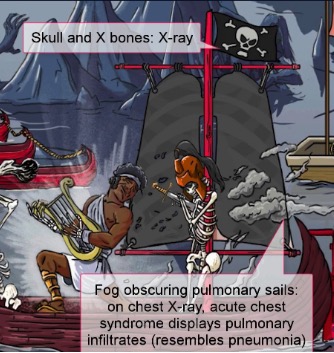 Skull and X bones: X-ray
Fog obscuring pulmonary sails:
on chest X-ray, acute chest
syndrome displays pulmonary
infiltrates (resembles pneumonia)